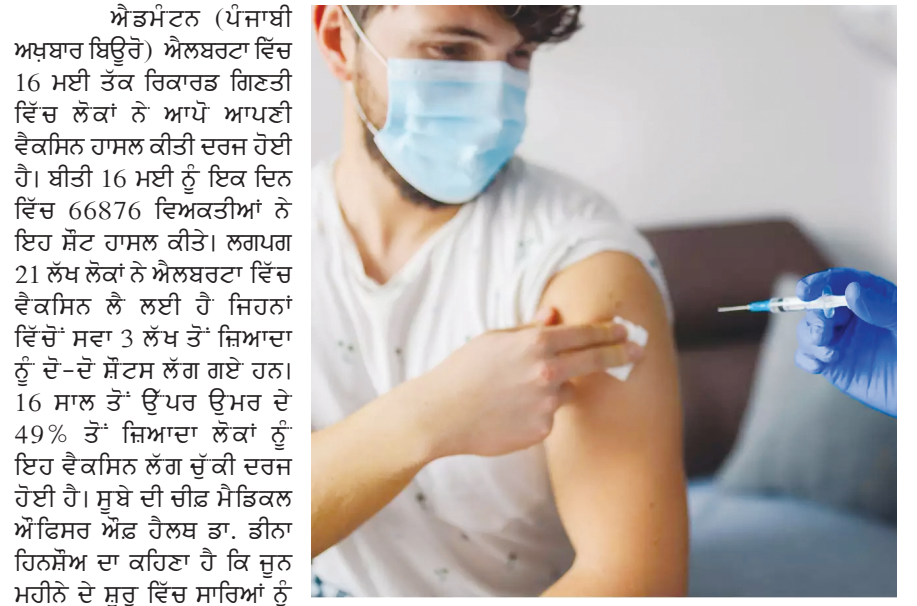 ਐਡਮੰਟਨ (ਪੰਜਾਬੀ
ਅਖ਼ਬਾਰ ਬਿਊਰੋ) ਐਲਬਰਟਾ ਵਿੱਚ
16 ਮਈ ਤੱਕ ਰਿਕਾਰਡ ਗਿਣਤੀ
ਵਿੱਚ ਲੋਕਾਂ ਨੇ ਆਪੋ ਆਪਣੀ
ਵੈਕਸਿਨ ਹਾਸਲ ਕੀਤੀ ਦਰਜ ਹੋਈ
ਹੈ। ਬੀਤੀ 16 ਮਈ ਨੂੰ ਇਕ ਦਿਨ
ਵਿੱਚ 66876 ਵਿਅਕਤੀਆਂ ਨੇ
ਇਹ ਸ਼ੌਟ ਹਾਸਲ ਕੀਤੇ। ਲਗਪਗ
21 ਲੱਖ ਲੋਕਾਂ ਨੇ ਐਲਬਰਟਾ ਵਿੱਚ
ਵੈਕਸਿਨ ਲੈ ਲਈ ਹੈ ਜਿਹਨਾਂ
ਵਿੱਚੋਂ ਸਵਾ 3 ਲੱਖ ਤੋਂ ਜ਼ਿਆਦਾ
ਨੂੰ ਦੋ-ਦੋ ਸ਼ੌਟਸ ਲੱਗ ਗਏ ਹਨ।
16 ਸਾਲ ਤੋਂ ਉੱਪਰ ਉਮਰ ਦੇ
49% ਤੋਂ ਜ਼ਿਆਦਾ ਲੋਕਾਂ ਨੂੰ
ਇਹ ਵੈਕਸਿਨ ਲੱਗ ਚੁੱਕੀ ਦਰਜ
ਹੋਈ ਹੈ। ਸੂਬੇ ਦੀ ਚੀਫ਼ ਮੈਡਿਕਲ
ਔਫਿਸਰ ਔਫ਼ ਹੈਲਥ ਡਾ. ਡੀਨਾ
ਹਿਨਸ਼ੌਅ ਦਾ ਕਹਿਣਾ ਹੈ ਕਿ ਜੂਨ
ਮਹੀਨੇ ਦੇ ਸ਼ੁਰੂ ਵਿੱਚ ਸਾਰਿਆਂ ਨੂੰ